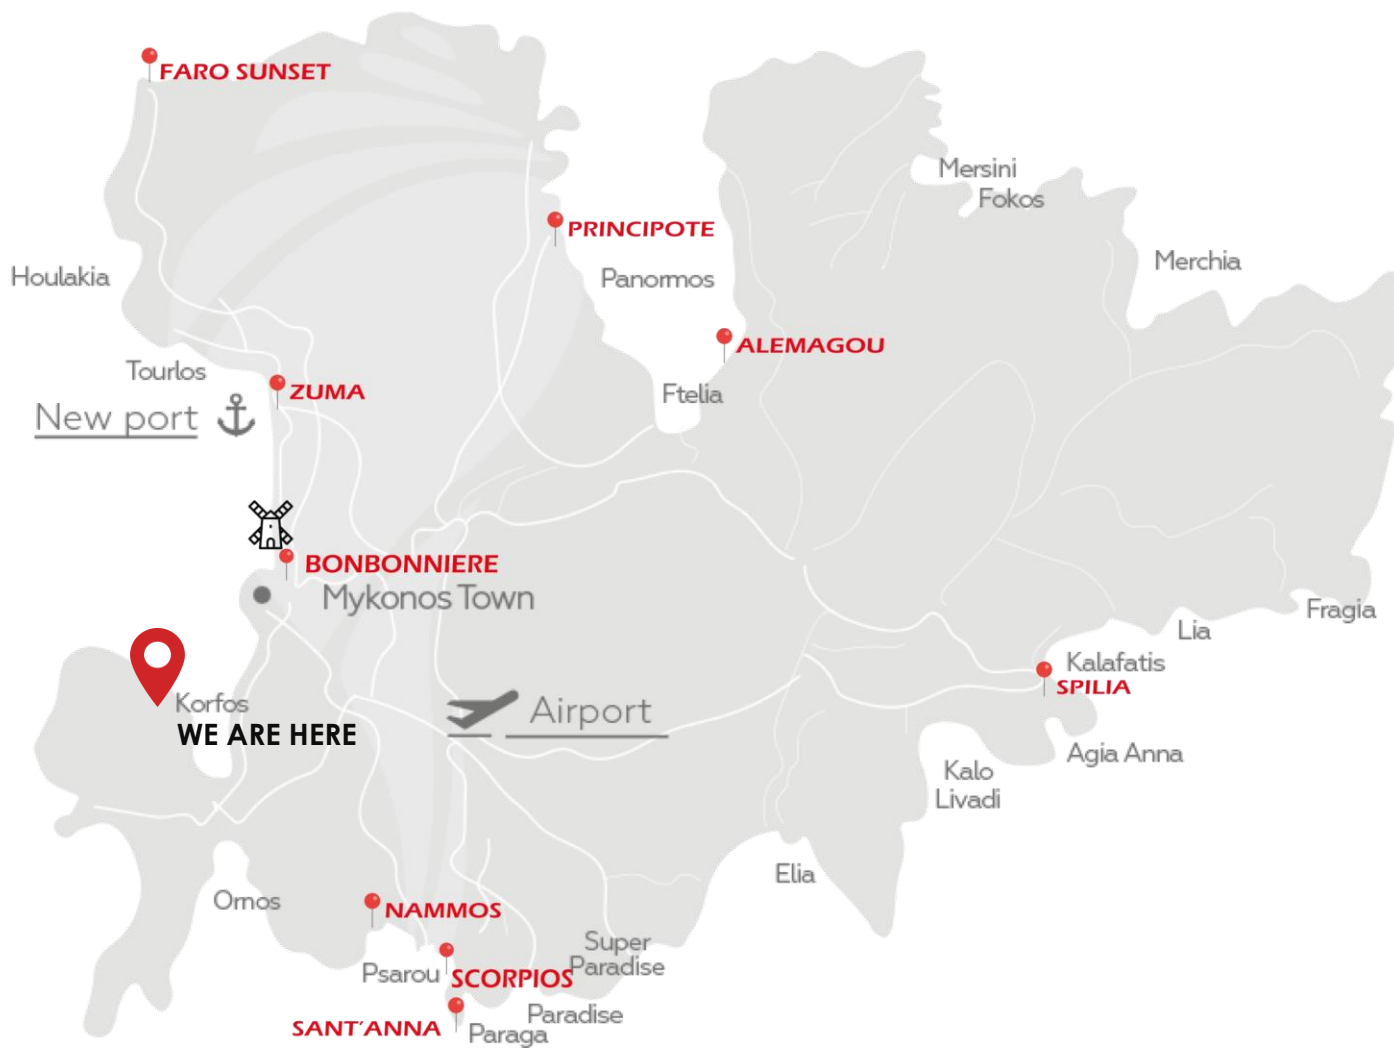 FARO SUNSET
Mersini
Fokos
PRINCIPOTE
Merchia
Houlakia
Panormos
ALEMAGOU
Tourlos
ZUMA
Ftelia
New port
BONBONNIERE
Mykonos Town
Fragia
Lia
Kalafatis
SPILIA
Korfos
WE ARE HERE
Airport
Agia Anna
Kalo
Livadi
Elia
Ornos
NAMMOS
Super
Paradise
Psarou
SCORPIOS
Paradise
SANT'ANNA
Paraga